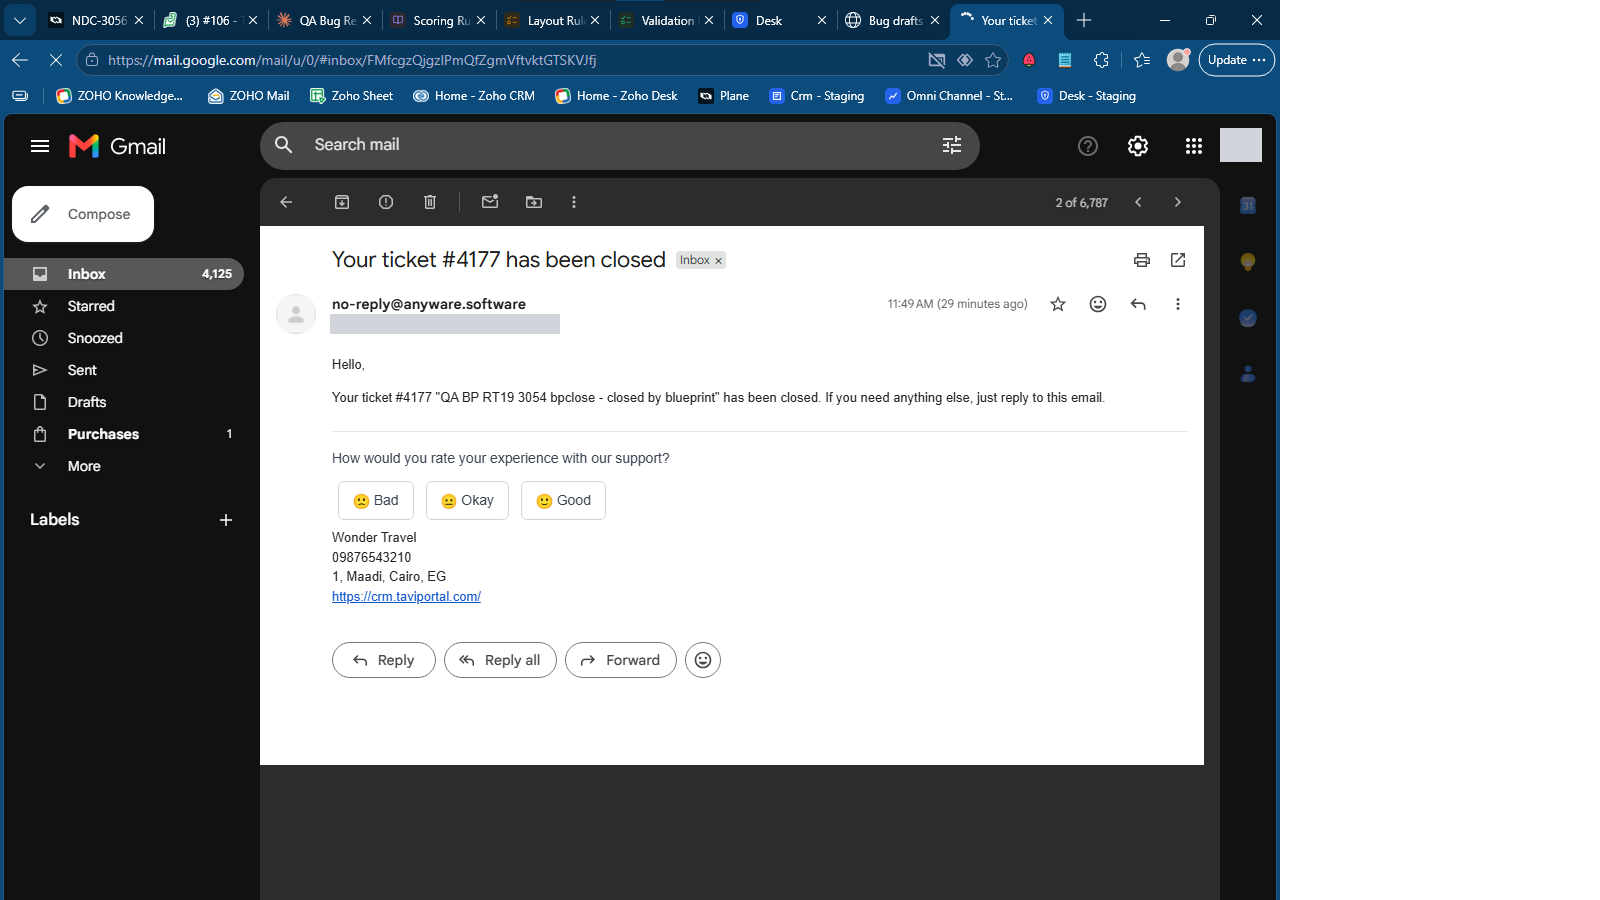 NDC-3056
(3) #106 -
QA Bug Re
Scoring Ru
Layout Rul
Validation
Desk
Bug drafts
Your ticket
https://mail.google.com/mail/u/0/#inbox/FMfcgzQjgzlPmQfZgmVftvktGTSKVJfj
Update
ZOHO Knowledge...
ZOHO Mail
Zoho Sheet
Home - Zoho CRM
Home - Zoho Desk
Plane
Crm - Staging
Omni Channel - St...
Desk - Staging
Gmail
Search mail
Compose
2 of 6,787
31
Inbox 4,125
Starred
Snoozed
Sent
Drafts
Purchases 1
More
Labels
Your ticket #4177 has been closed
Inbox ×
no-reply@anyware.software
11:49 AM (29 minutes ago)
Hello,
Your ticket #4177 "QA BP RT19 3054 bpclose - closed by blueprint" has been closed. If you need anything else, just reply to this email.
How would you rate your experience with our support?
🙁 Bad
😐 Okay
🙂 Good
Wonder Travel
09876543210
1, Maadi, Cairo, EG
https://crm.taviportal.com/
Reply
Reply all
Forward